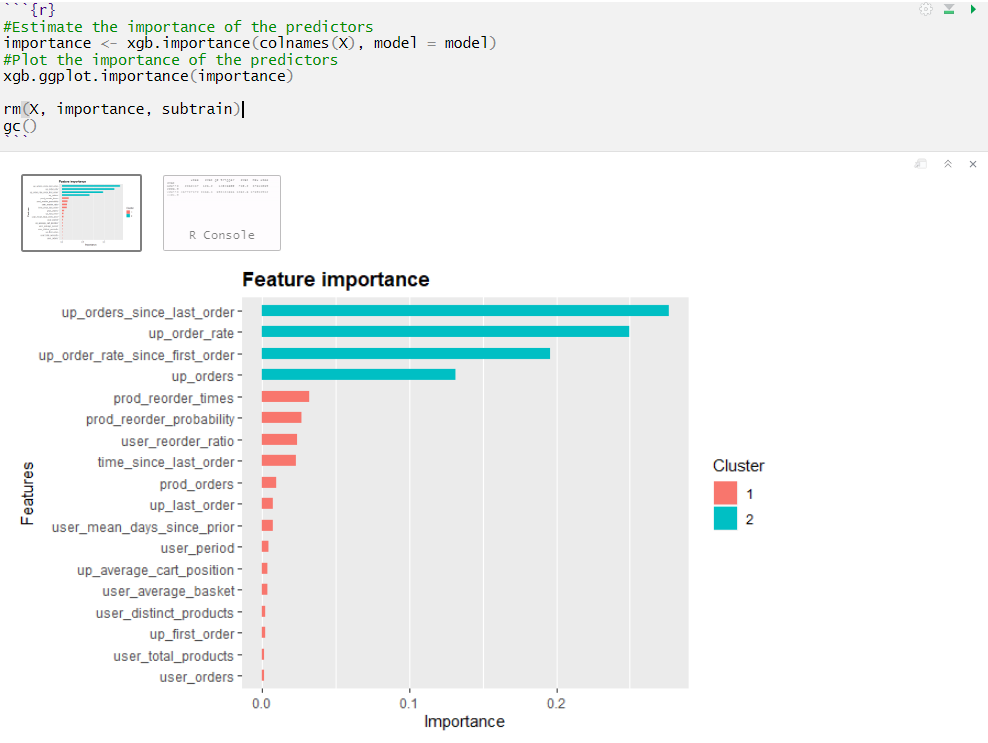 ```{r}
#Estimate the importance of the predictors
importance <- xgb.importance(colnames(X), model = model)
#Plot the importance of the predictors
xgb.ggplot.importance(importance)
rm(X, importance, subtrain)
gc()
```
R Console
Feature importance
up_orders_since_last_order
up_order_rate
up_order_rate_since_first_order
up_orders
prod_reorder_times
prod_reorder_probability
user_reorder_ratio
time_since_last_order
prod_orders
up_last_order
user_mean_days_since_prior
user_period
up_average_cart_position
user_average_basket
user_distinct_products
up_first_order
user_total_products
user_orders
Features
0.0 0.1 0.2
Importance
Cluster
1
2